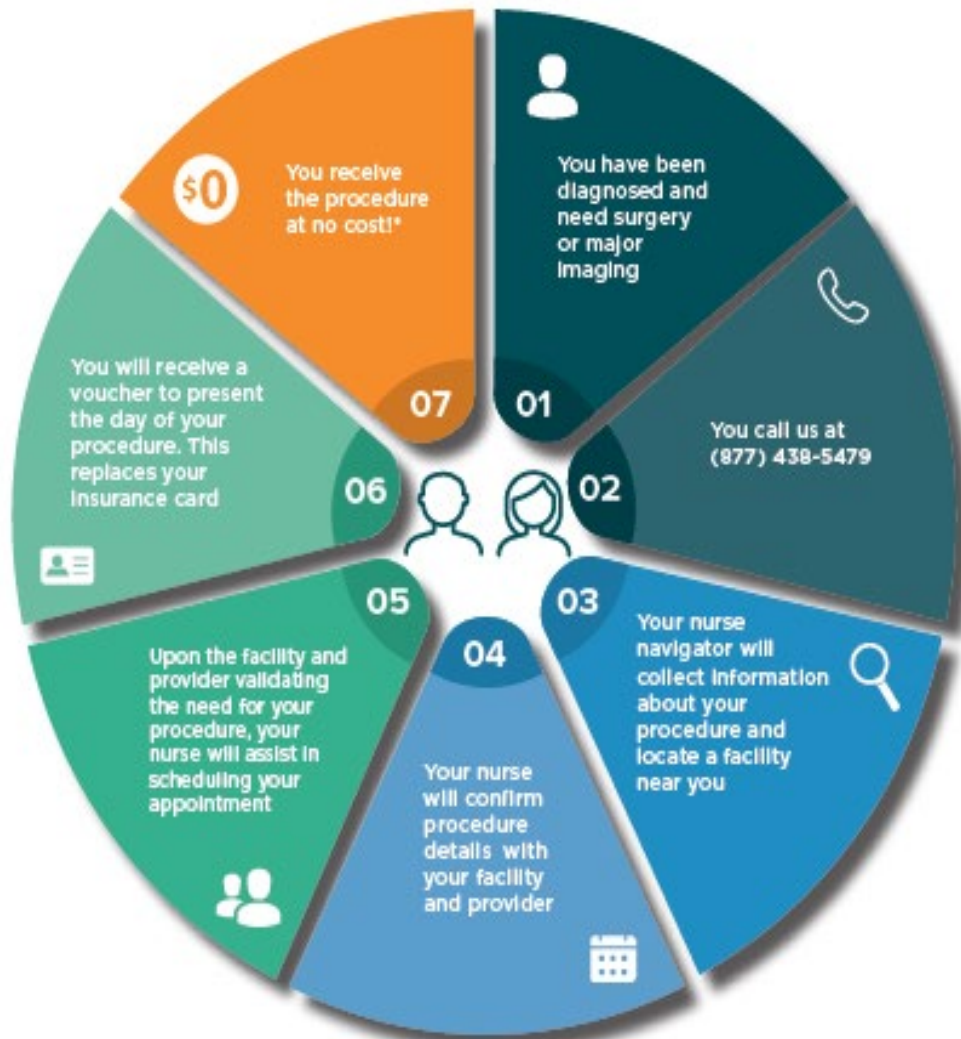 01
You have been
diagnosed and
need surgery
or major
imaging
02
You call us at
(877) 438-5479
03
Your nurse
navigator will
collect information
about your
procedure and
locate a facility
near you
04
Your nurse
will confirm
procedure
details with
your facility
and provider
05
Upon the facility and
provider validating
the need for your
procedure, your
nurse will assist in
scheduling your
appointment
06
You will receive a
voucher to present
the day of your
procedure. This
replaces your
insurance card
07
$0
You receive
the procedure
at no cost!*